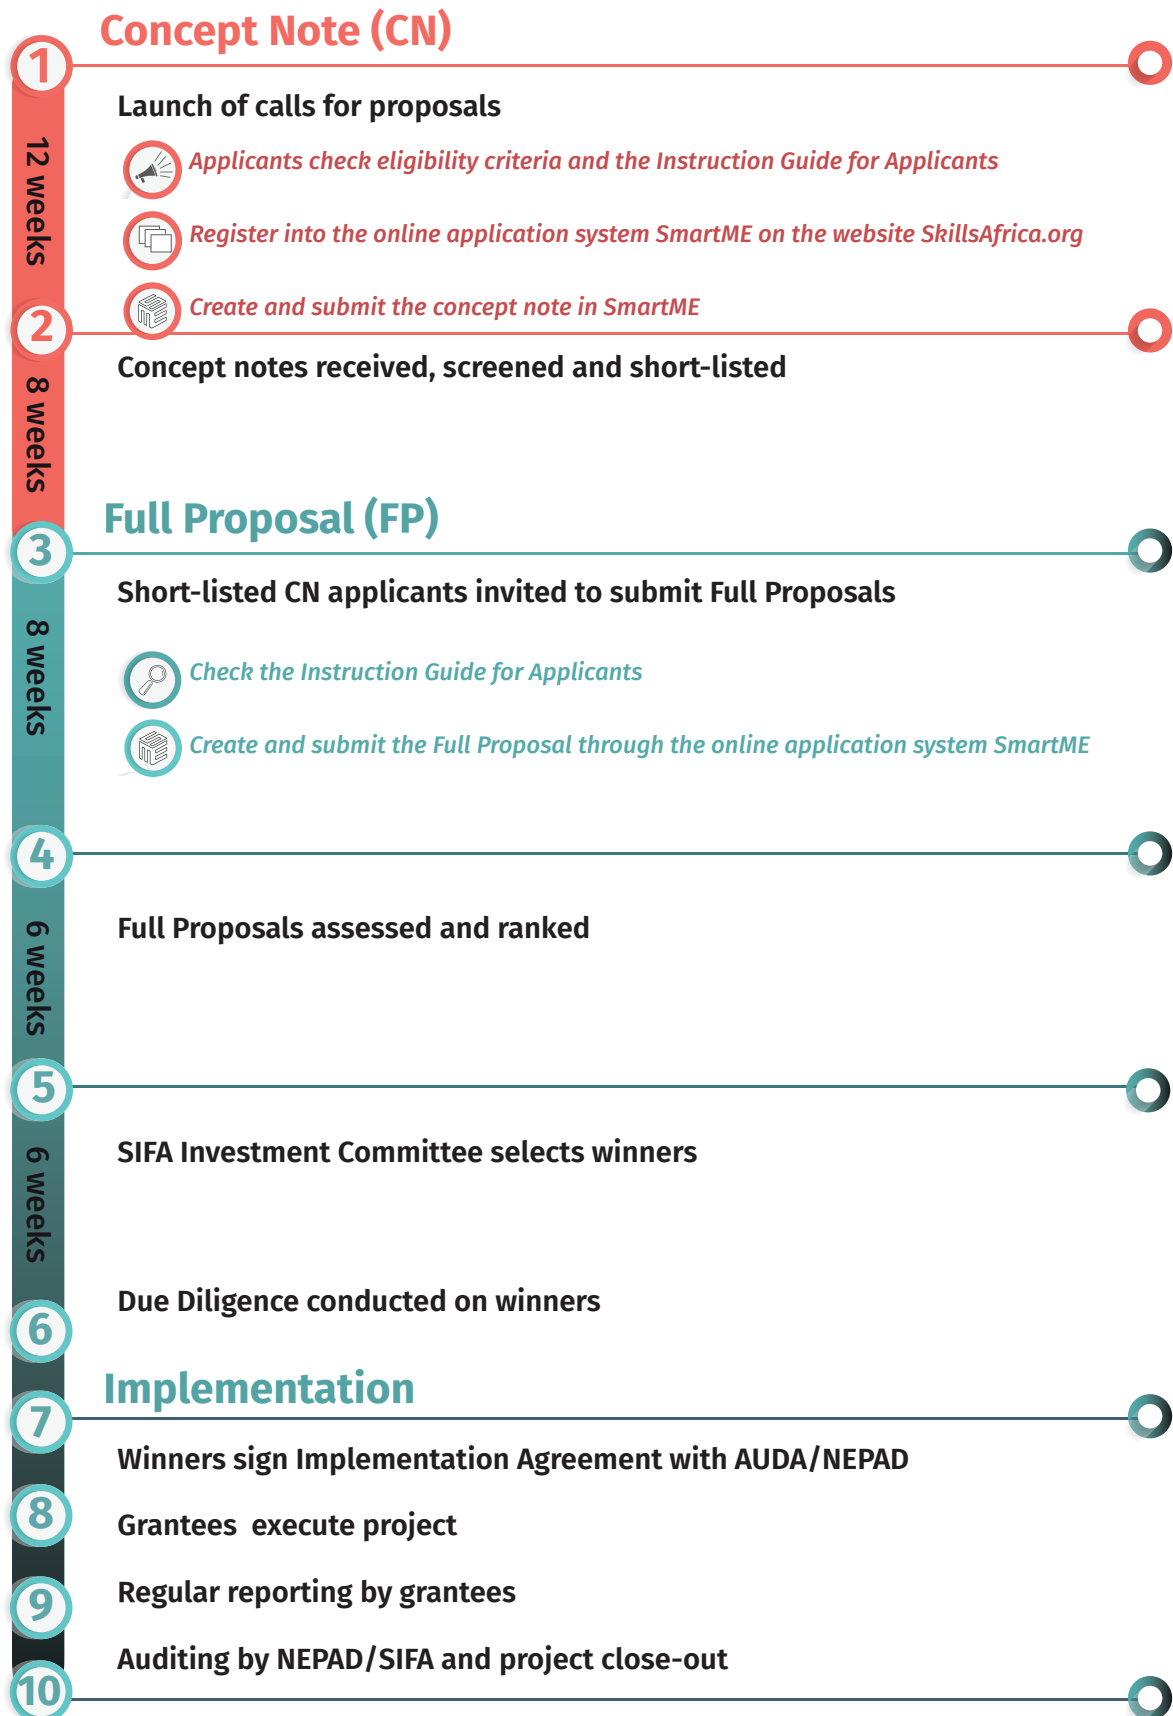 Concept Note (CN)
1
Launch of calls for proposals
12 weeks
Applicants check eligibility criteria and the Instruction Guide for Applicants
Register into the online application system SmartME on the website SkillsAfrica.org
Create and submit the concept note in SmartME
2
Concept notes received, screened and short-listed
8 weeks
Full Proposal (FP)
3
Short-listed CN applicants invited to submit Full Proposals
8 weeks
Check the Instruction Guide for Applicants
Create and submit the Full Proposal through the online application system SmartME
4
Full Proposals assessed and ranked
6 weeks
5
SIFA Investment Committee selects winners
6 weeks
Due Diligence conducted on winners
6
Implementation
7
Winners sign Implementation Agreement with AUDA/NEPAD
8
Grantees execute project
Regular reporting by grantees
9
Auditing by NEPAD/SIFA and project close-out
10